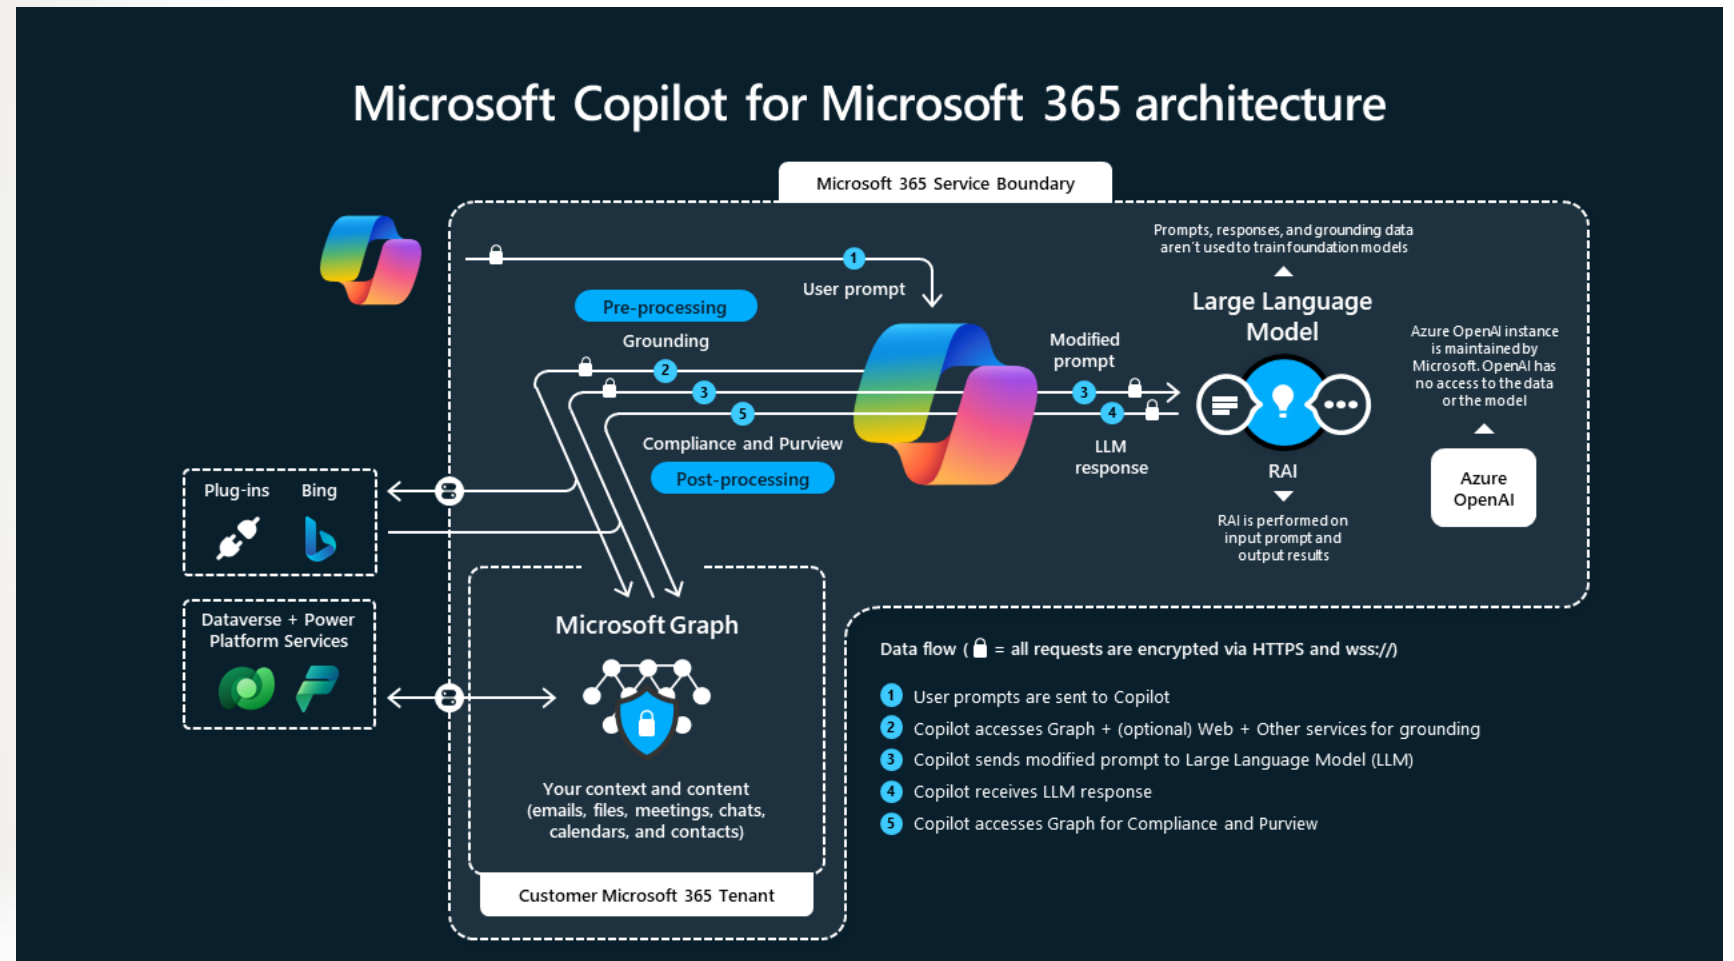 Microsoft Copilot for Microsoft 365 architecture
Microsoft 365 Service Boundary
Prompts, responses, and grounding data
aren't used to train foundation models
1
User prompt
Pre-processing
Grounding
2
3
5
Compliance and Purview
Post-processing
Modified
prompt
3
4
LLM
response
Large Language
Model
RAI
RAI is performed on
input prompt and
output results
Azure OpenAI instance
is maintained by
Microsoft. OpenAI has
no access to the data
or the model
Azure
OpenAI
Plug-ins
Bing
Dataverse + Power
Platform Services
Microsoft Graph
Your context and content
(emails, files, meetings, chats,
calendars, and contacts)
Customer Microsoft 365 Tenant
Data flow ( = all requests are encrypted via HTTPS and wss://)
1 User prompts are sent to Copilot
2 Copilot accesses Graph + (optional) Web + Other services for grounding
3 Copilot sends modified prompt to Large Language Model (LLM)
4 Copilot receives LLM response
5 Copilot accesses Graph for Compliance and Purview